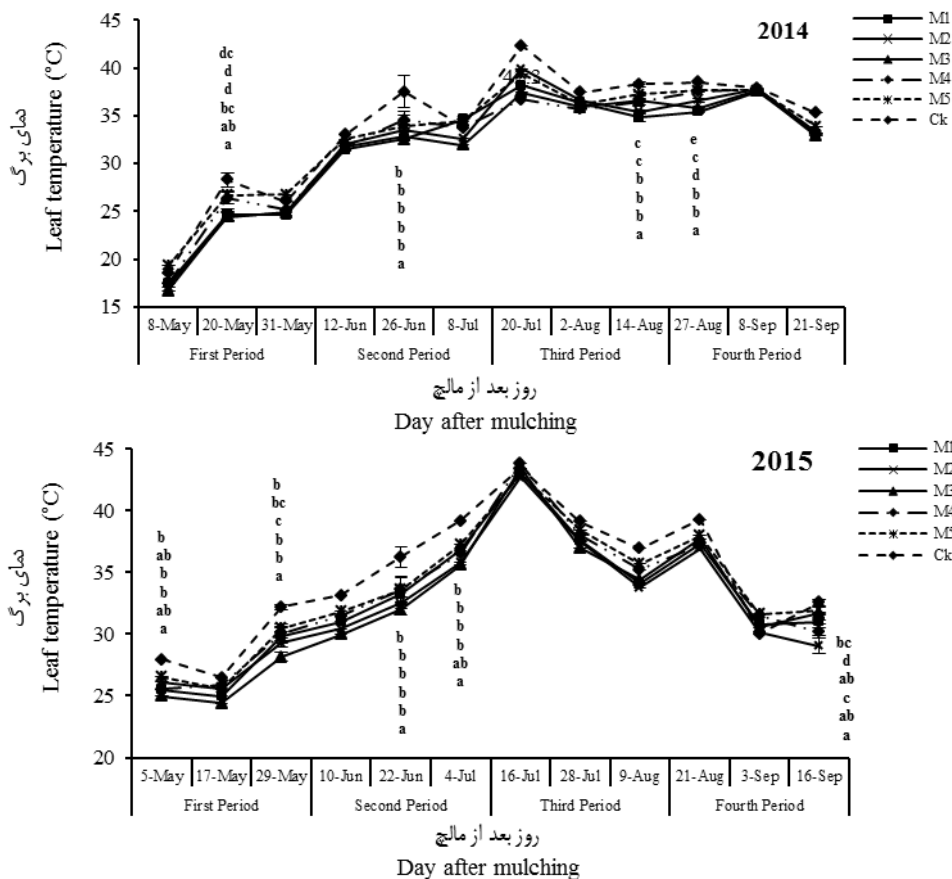 2014
M1
M2
M3
M4
M5
Ck
45
40
35
30
25
20
15
دمای برگ
Leaf temperature (°C)
dc
d
d
bc
ab
a
b
b
b
b
b
a
c
c
b
b
b
a
e
c
d
b
b
a
8-May 20-May 31-May 12-Jun 26-Jun 8-Jul 20-Jul 2-Aug 14-Aug 27-Aug 8-Sep 21-Sep
First Period Second Period Third Period Fourth Period
روز بعد از مالچ
Day after mulching
2015
M1
M2
M3
M4
M5
Ck
45
40
35
30
25
20
دمای برگ
Leaf temperature (°C)
b
ab
b
b
ab
a
b
bc
c
b
b
a
b
b
b
b
b
a
b
b
b
b
ab
a
bc
d
ab
c
ab
a
5-May 17-May 29-May 10-Jun 22-Jun 4-Jul 16-Jul 28-Jul 9-Aug 21-Aug 3-Sep 16-Sep
First Period Second Period Third Period Fourth Period
روز بعد از مالچ
Day after mulching